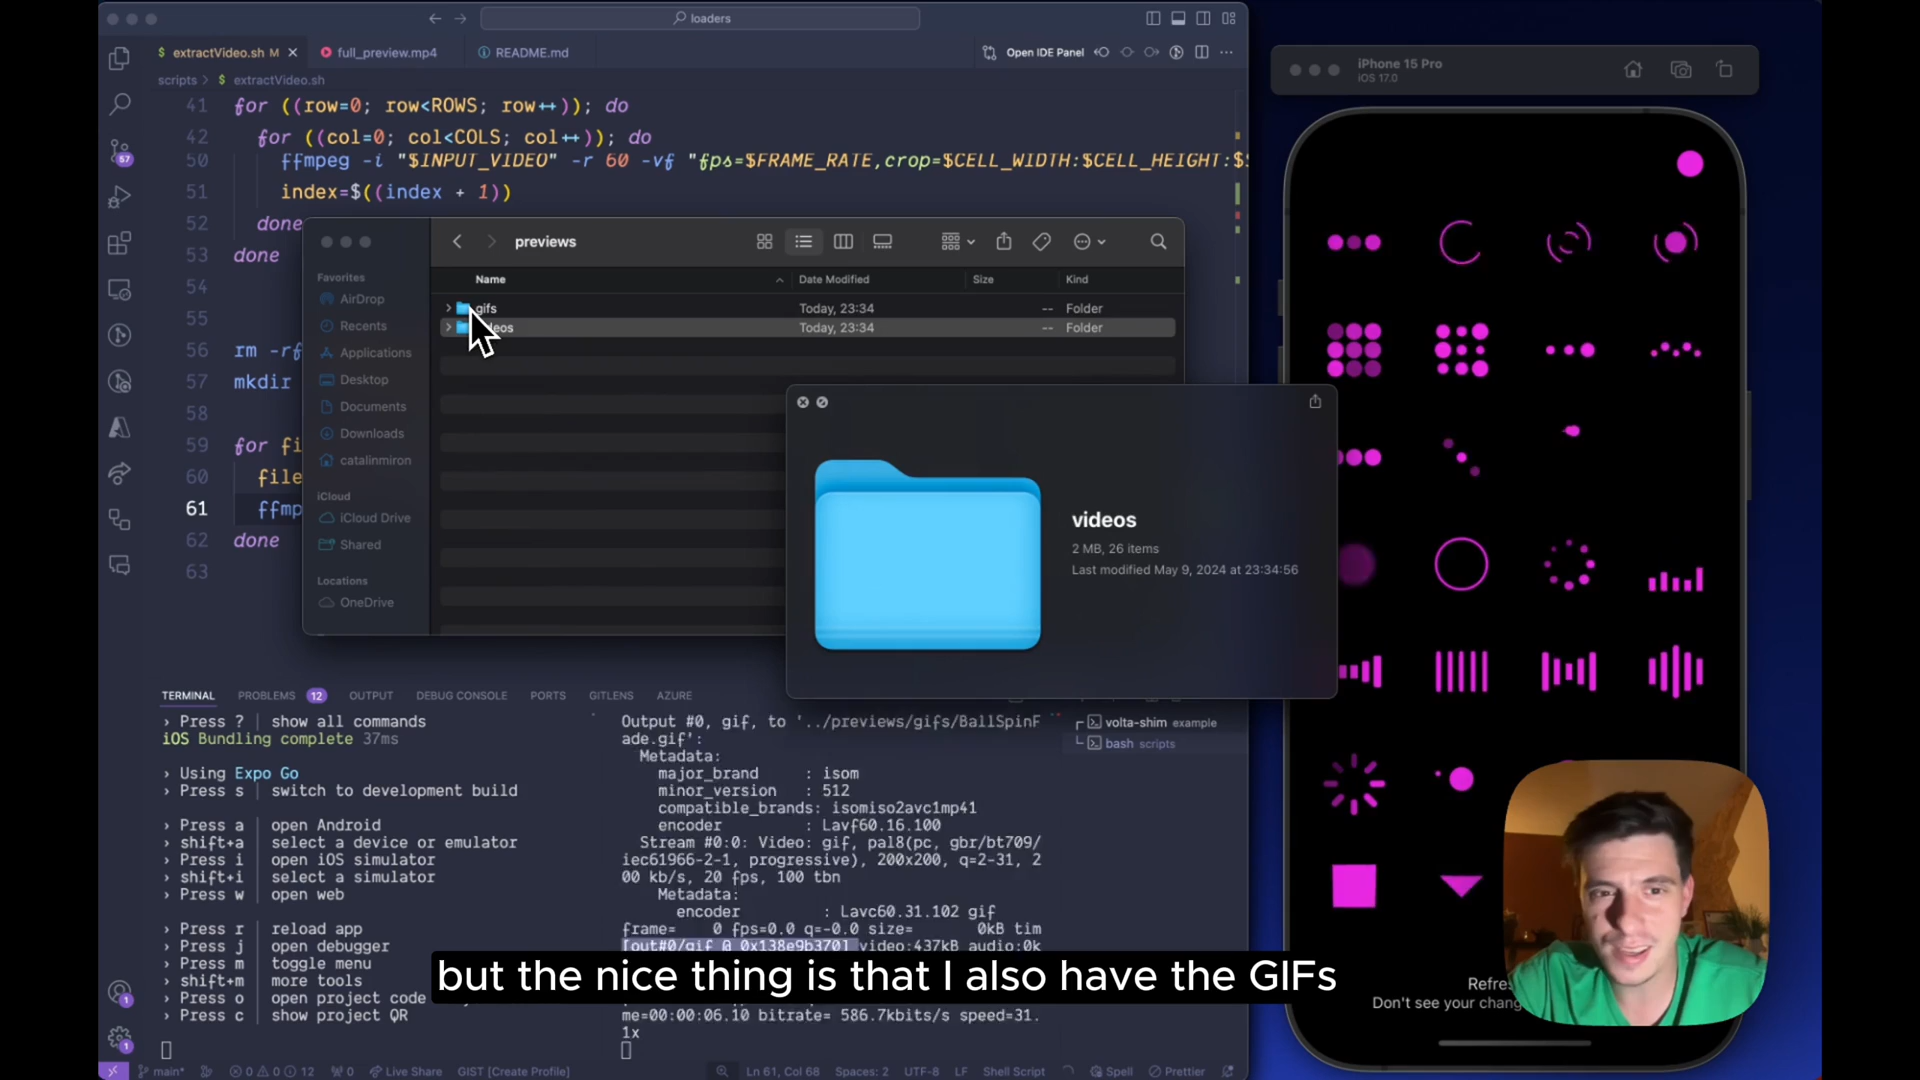 loaders
$ extractVideo.sh M
full_preview.mp4
README.md
Open IDE Panel
scripts > $ extractVideo.sh
41 for ((row=0; row<ROWS; row++)); do
42 for ((col=0; col<COLS; col++)); do
50 ffmpeg -i "$INPUT_VIDEO" -r 60 -vf "fps=$FRAME_RATE,crop=$CELL_WIDTH:$CELL_HEIGHT:
51 index=$((index + 1))
52 done
53 done
54
55
56 rm -rf
57 mkdir
58
59 for fi
60 file
61 ffmp
62 done
63
57
previews
Name
Date Modified
Size
Kind
gifs Today, 23:34 -- Folder
Today, 23:34 -- Folder
Favorites
AirDrop
Recents
Applications
Desktop
Documents
Downloads
catalinmiron
iCloud
iCloud Drive
Shared
Locations
OneDrive
videos
2 MB, 26 items
Last modified May 9, 2024 at 23:34:56
TERMINAL PROBLEMS 12 OUTPUT DEBUG CONSOLE PORTS GITLENS AZURE
› Press ? | show all commands
iOS Bundling complete 37ms
› Using Expo Go
› Press s | switch to development build
› Press a | open Android
› shift+a | select a device or emulator
› Press i | open iOS simulator
› shift+i | select a simulator
› Press w | open web
› Press r | reload app
› Press j | open debugger
› Press m | toggle menu
› shift+m | more tools
› Press o | open project code
› Press c | show project QR
Output #0, gif, to '../previews/gifs/BallSpinF
ade.gif':
Metadata:
major_brand : isom
minor_version : 512
compatible_brands: isomiso2avc1mp41
encoder : Lavf60.16.100
Stream #0:0: Video: gif, pal8(pc, gbr/bt709/
iec61966-2-1, progressive), 200x200, q=2-31, 2
00 kb/s, 20 fps, 100 tbn
Metadata:
encoder : Lavc60.31.102 gif
frame= 0 fps=0.0 q=-0.0 size= 0kB tim
[out#0/gif @ 0x138e9b370] video:437kB audio:0k
me=00:00:06.10 bitrate= 586.7kbits/s speed=31.
1x
volta-shim example
bash scripts
but the nice thing is that I also have the GIFs
1
1
main*
0 0 12
0
Live Share
GIST [Create Profile]
Ln 61, Col 68
Spaces: 2
UTF-8
LF
Shell Script
Spell
Prettier
iPhone 15 Pro
iOS 17.0
Don't see your